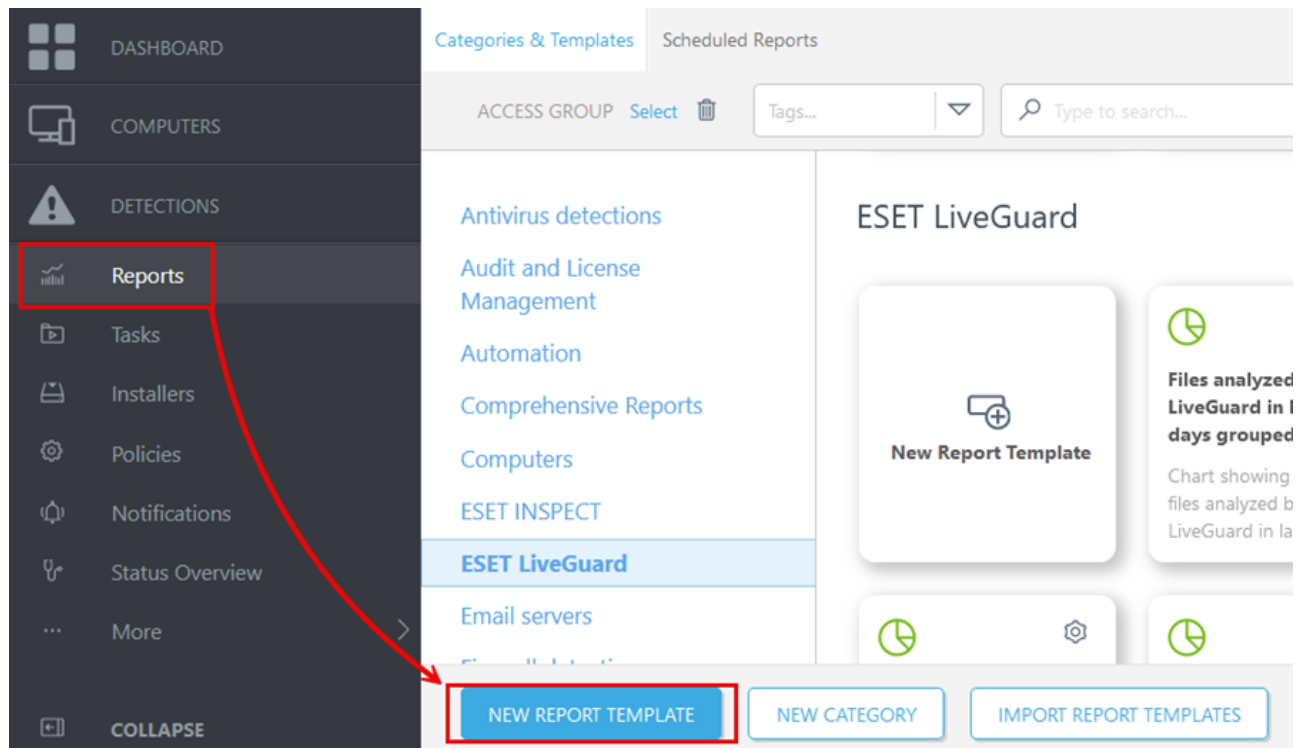 DASHBOARD
COMPUTERS
DETECTIONS
Reports
Tasks
Installers
Policies
Notifications
Status Overview
More
COLLAPSE
Categories & Templates
Scheduled Reports
ACCESS GROUP Select
Tags...
Type to search...
Antivirus detections
Audit and License
Management
Automation
Comprehensive Reports
Computers
ESET INSPECT
ESET LiveGuard
Email servers
ESET LiveGuard
New Report Template
Files analyzed
LiveGuard in
days grouped
Chart showing
files analyzed b
LiveGuard in la
NEW REPORT TEMPLATE
NEW CATEGORY
IMPORT REPORT TEMPLATES